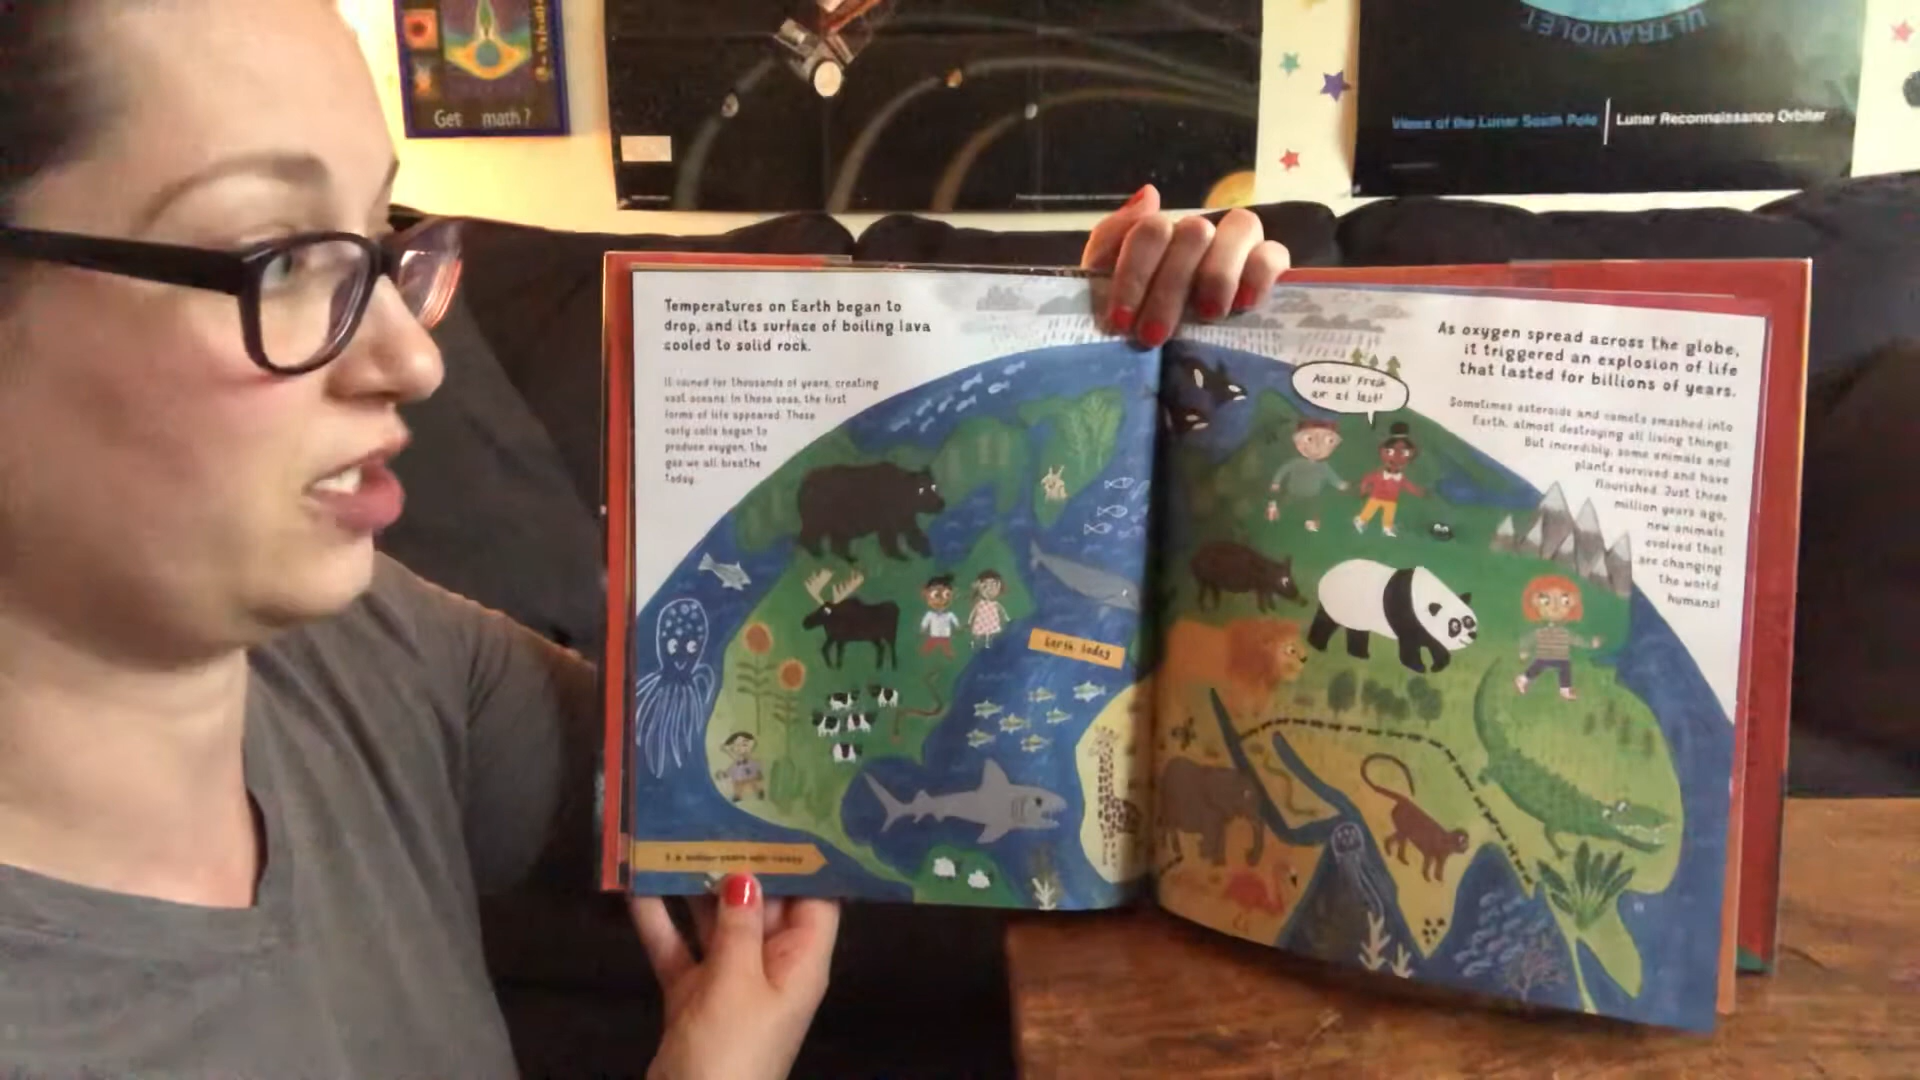 Get math?
ULTRAVIOLET
Views of the Lunar South Pole | Lunar Reconnaissance Orbiter
Temperatures on Earth began to
drop, and its surface of boiling lava
cooled to solid rock.
It rained for thousands of years, creating
vast oceans. In these seas, the first
forms of life appeared. These
early cells began to
produce oxygen, the
gas we all breathe
today.
As oxygen spread across the globe,
it triggered an explosion of life
that lasted for billions of years.
Sometimes asteroids and comets smashed into
Earth, almost destroying all living things.
But incredibly, some animals and
plants survived and have
flourished. Just three
million years ago,
new animals
evolved that
are changing
the world:
humans!
Aaaah! Fresh
air at last!
Earth today